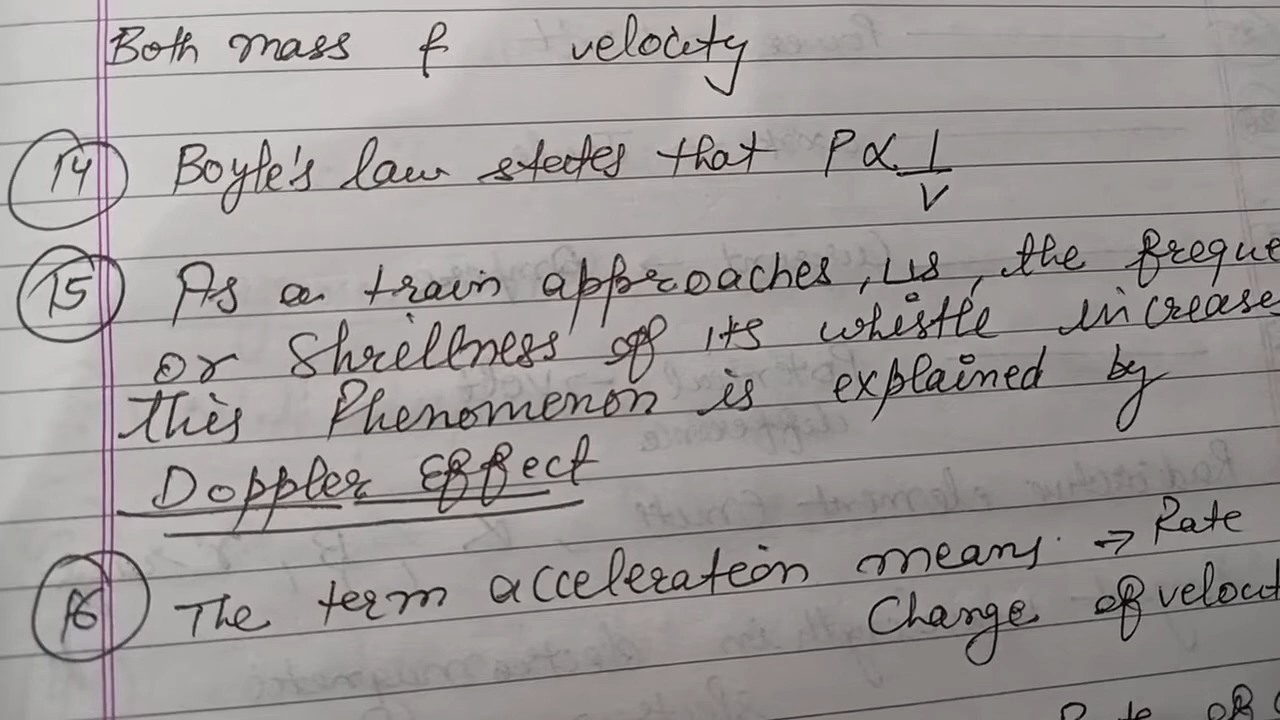 Both mass & velocity
14 Boyle's law states that P ∝ 1/V
15 As a train approaches, us, the freque
or Shrillness of its whistle increase
this Phenomenon is explained by
Doppler Effect
16 The term acceleration means → Rate
Change of velocit